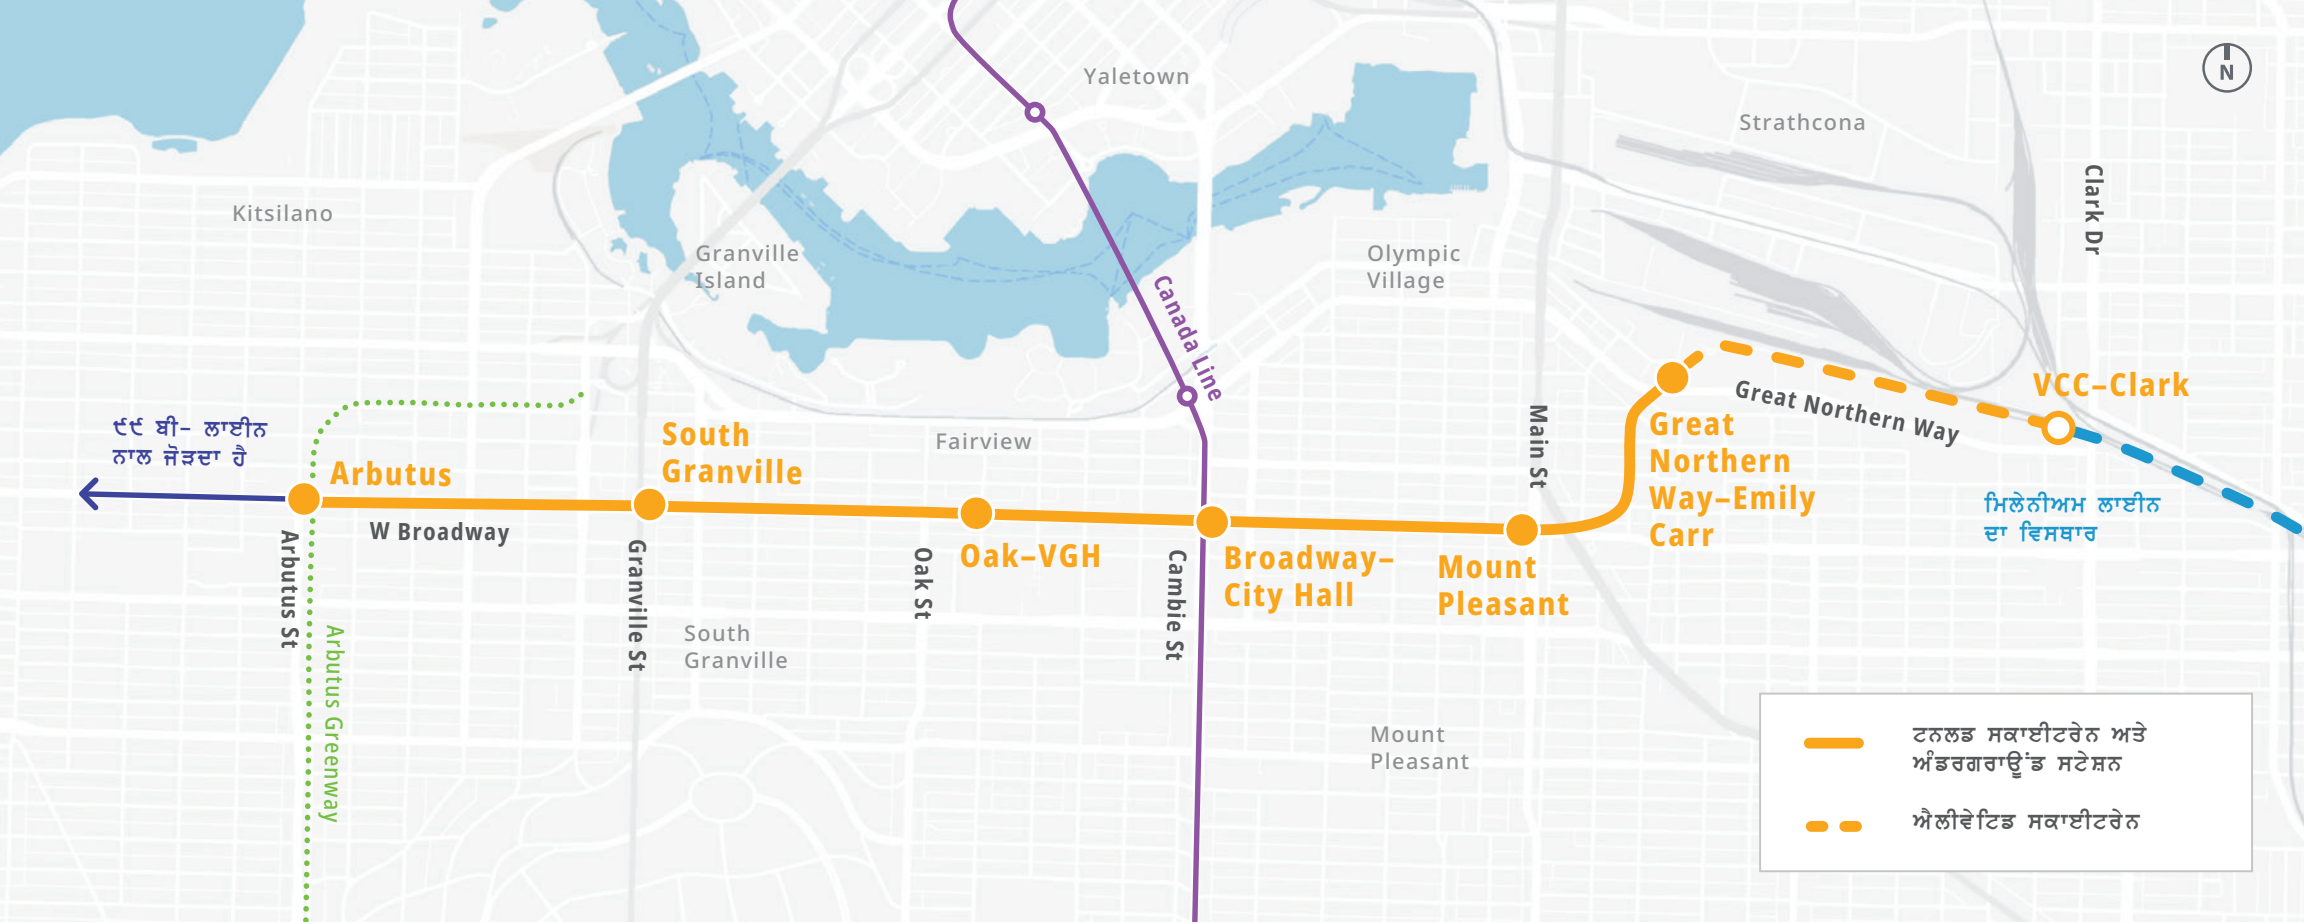 Yaletown
N
Strathcona
Clark Dr
Kitsilano
Granville
Island
Olympic
Village
Canada Line
VCC–Clark
Great Northern Way
੯੯ ਬੀ– ਲਾਈਨ
ਨਾਲ ਜੋੜਦਾ ਹੈ
Arbutus
South
Granville
Fairview
Main St
Great
Northern
Way–Emily
Carr
ਮਿਲੇਨੀਅਮ ਲਾਈਨ
ਦਾ ਵਿਸਥਾਰ
W Broadway
Arbutus St
Granville St
Oak St
Oak–VGH
Cambie St
Broadway–
City Hall
Mount
Pleasant
Arbutus Greenway
South
Granville
Mount
Pleasant
ਟਨਲਡ ਸਕਾਈਟਰੇਨ ਅਤੇ
ਅੰਡਰਗਰਾਊਂਡ ਸਟੇਸ਼ਨ
ਐਲੀਵੇਟਿਡ ਸਕਾਈਟਰੇਨ